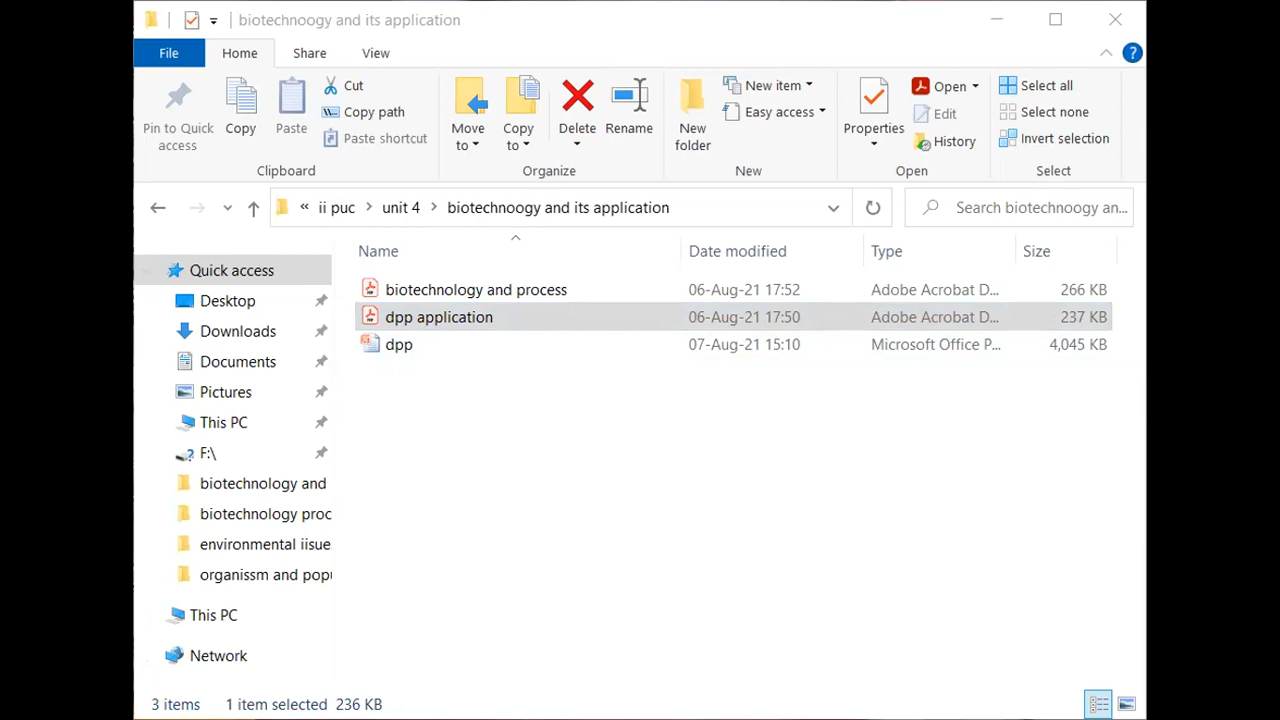 biotechnoogy and its application
File Home Share View
Pin to Quick access
Copy
Paste
Cut
Copy path
Paste shortcut
Clipboard
Move to
Copy to
Delete
Rename
Organize
New folder
New item
Easy access
New
Properties
Open
Edit
History
Open
Select all
Select none
Invert selection
Select
« ii puc > unit 4 > biotechnoogy and its application
Search biotechnoogy an...
Name Date modified Type Size
biotechnology and process 06-Aug-21 17:52 Adobe Acrobat D... 266 KB
dpp application 06-Aug-21 17:50 Adobe Acrobat D... 237 KB
dpp 07-Aug-21 15:10 Microsoft Office P... 4,045 KB
Quick access
Desktop
Downloads
Documents
Pictures
This PC
F:\
biotechnology and
biotechnology proc
environmental iisue
organissm and popu
This PC
Network
3 items 1 item selected 236 KB